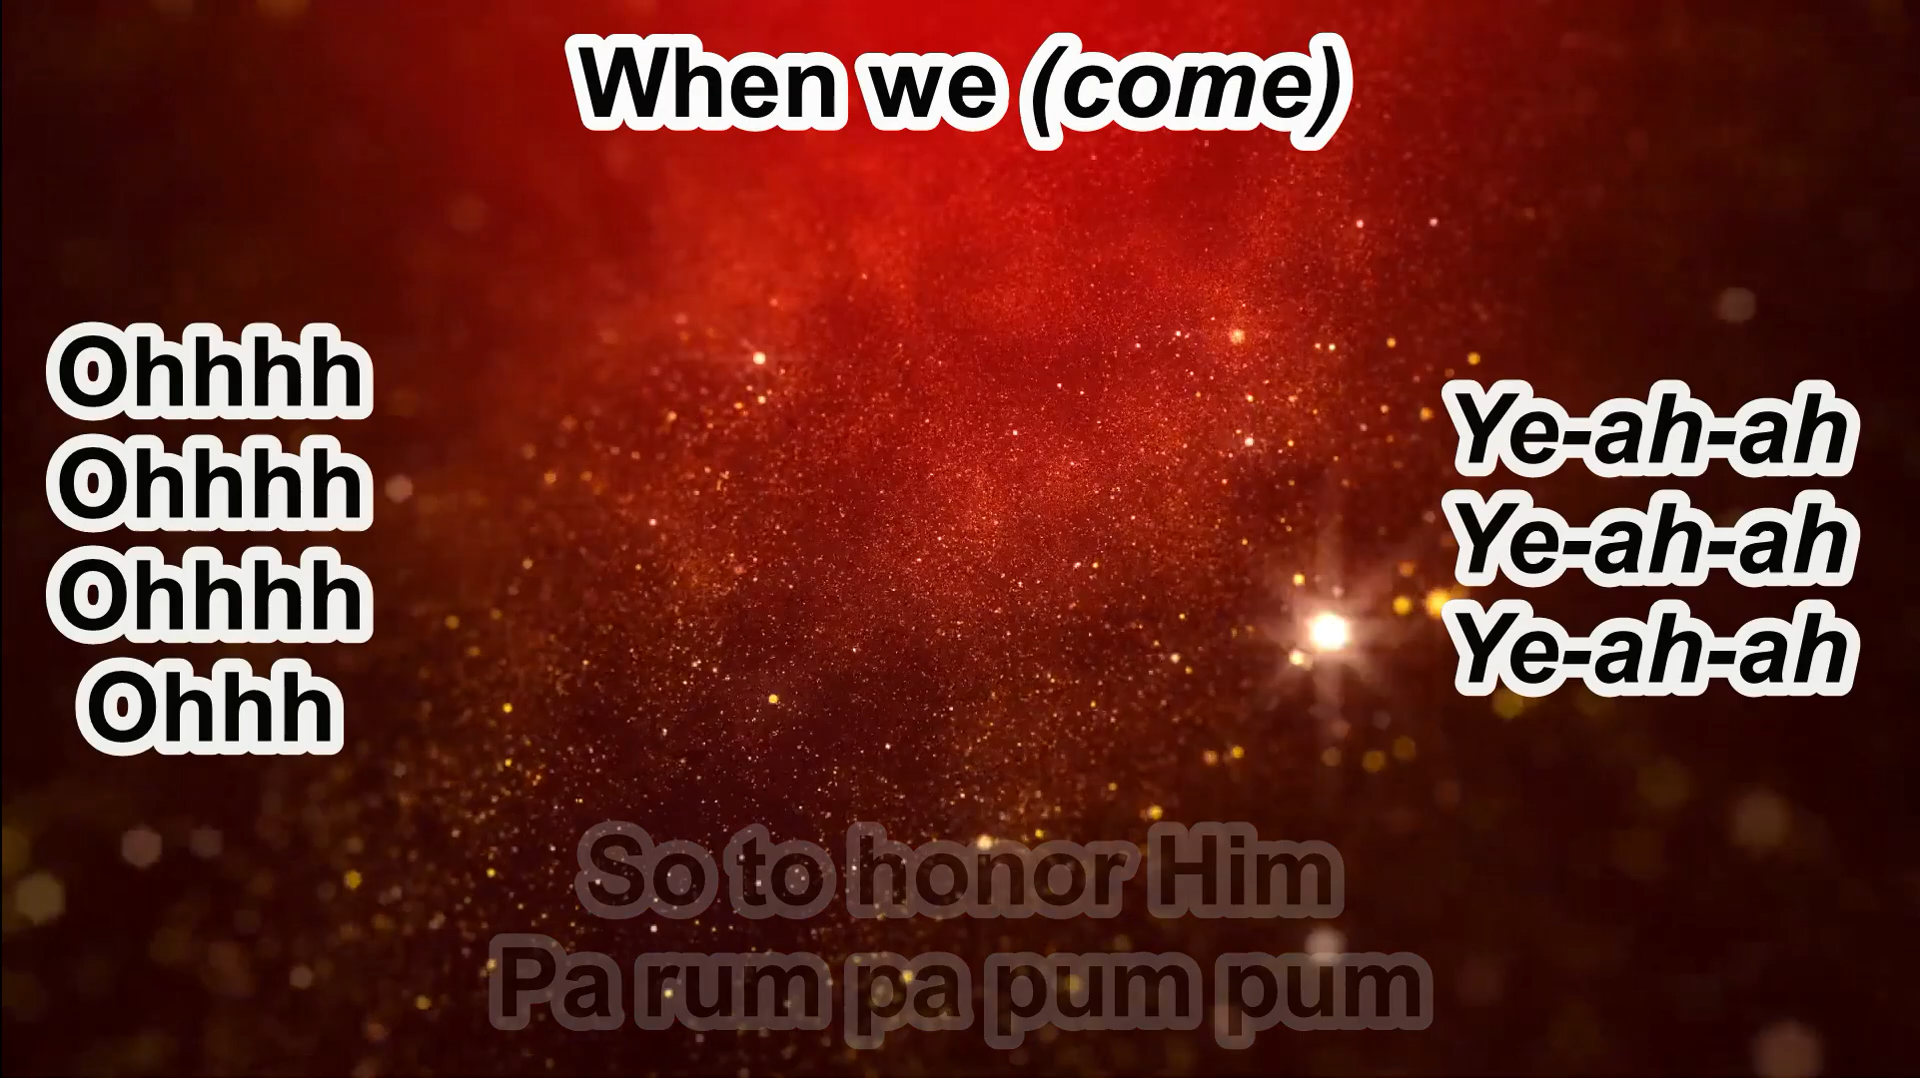 When we (come)
Ohhhh
Ohhhh
Ohhhh
Ohhh
Ye-ah-ah
Ye-ah-ah
Ye-ah-ah
So to honor Him
Pa rum pa pum pum